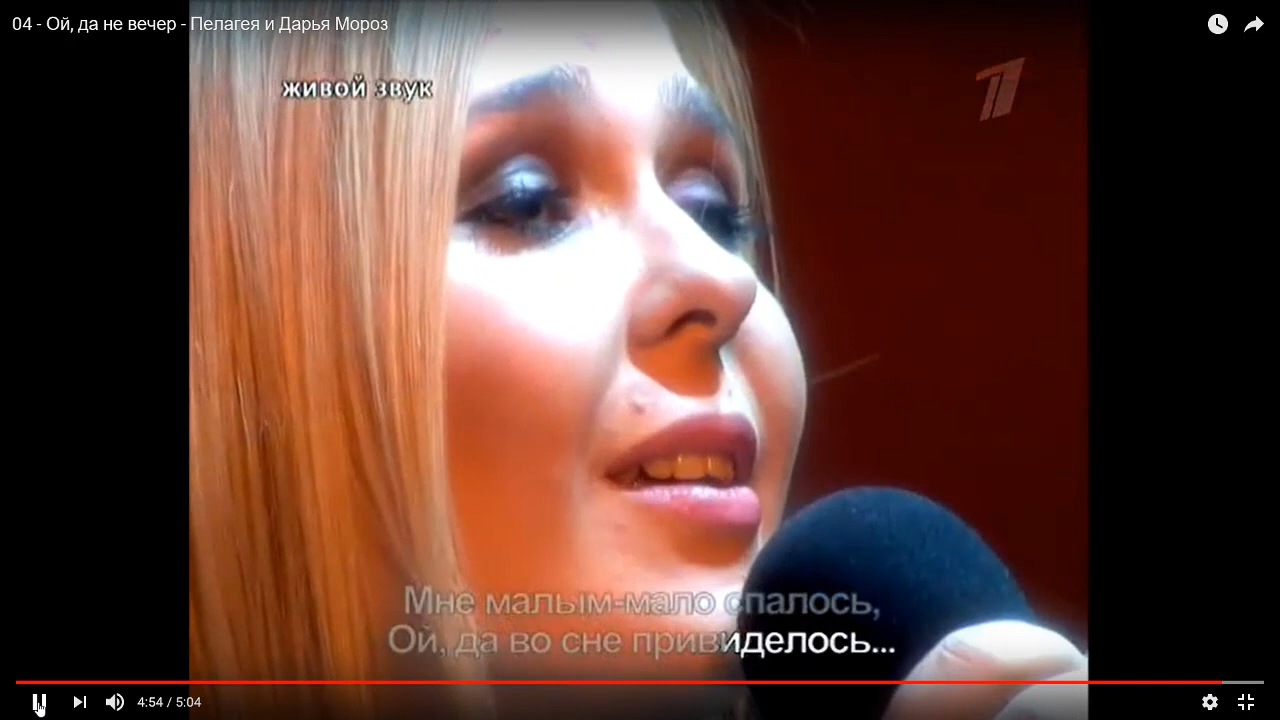 04 - Ой, да не вечер - Пелагея и Дарья Мороз
живой звук
1
Мне малым-мало спалось,
Ой, да во сне привиделось...
4:54 / 5:04